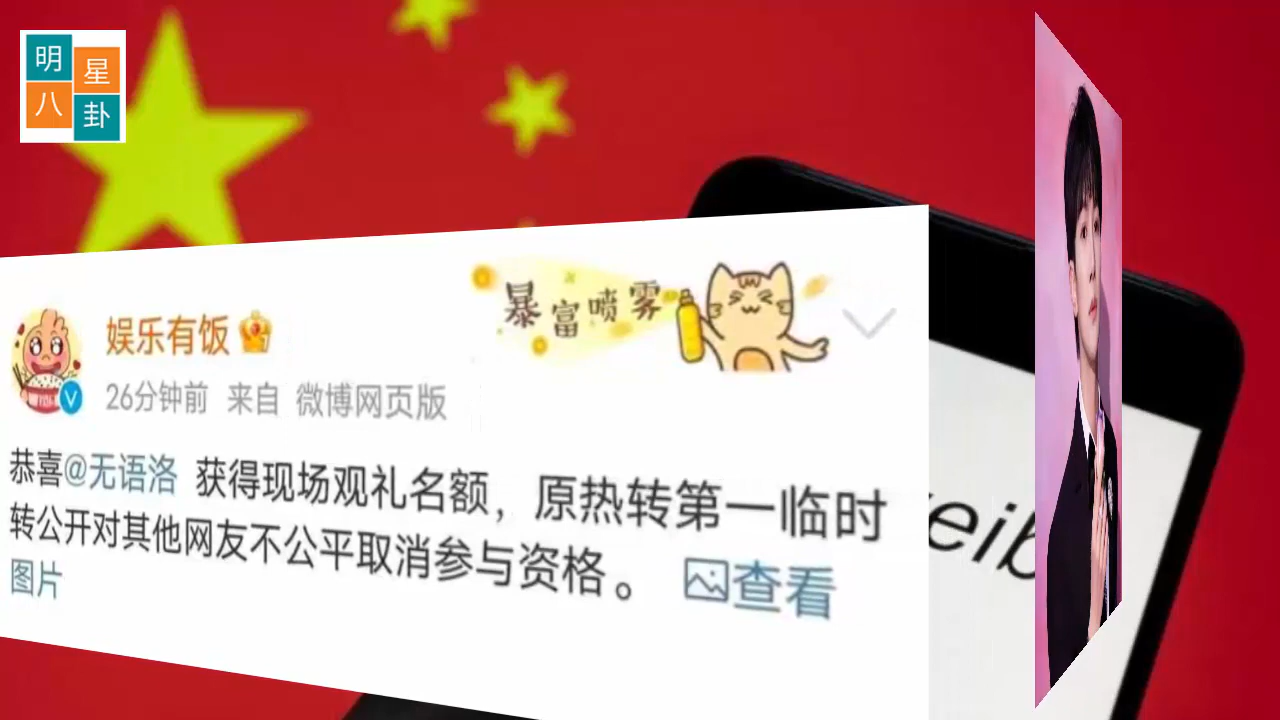 明星
八卦
暴富喷雾
娱乐有饭
26分钟前 来自 微博网页版
恭喜@无语洛 获得现场观礼名额，原热转第一临时
转公开对其他网友不公平取消参与资格。 查看
图片
eib